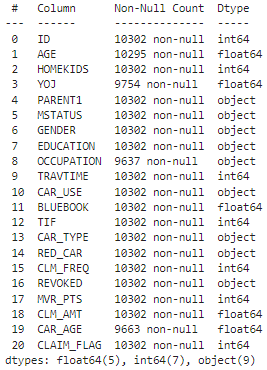 #   Column      Non-Null Count  Dtype
--- ------      --------------  -----
0   ID          10302 non-null  int64
1   AGE         10295 non-null  float64
2   HOMEKIDS    10302 non-null  int64
3   YOJ         9754 non-null   float64
4   PARENT1     10302 non-null  object
5   MSTATUS     10302 non-null  object
6   GENDER      10302 non-null  object
7   EDUCATION   10302 non-null  object
8   OCCUPATION  9637 non-null   object
9   TRAVTIME    10302 non-null  int64
10  CAR_USE     10302 non-null  object
11  BLUEBOOK    10302 non-null  float64
12  TIF         10302 non-null  int64
13  CAR_TYPE    10302 non-null  object
14  RED_CAR     10302 non-null  object
15  CLM_FREQ    10302 non-null  int64
16  REVOKED     10302 non-null  object
17  MVR_PTS     10302 non-null  int64
18  CLM_AMT     10302 non-null  float64
19  CAR_AGE     9663 non-null   float64
20  CLAIM_FLAG  10302 non-null  int64
dtypes: float64(5), int64(7), object(9)